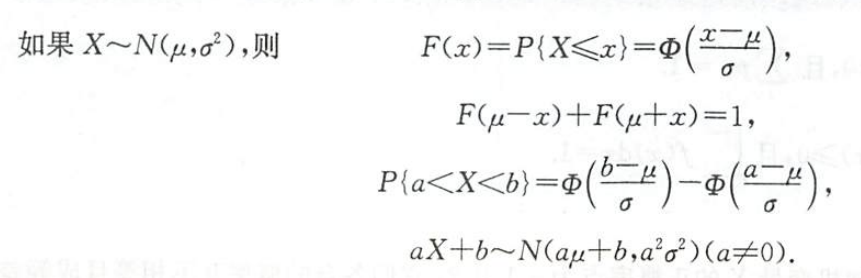 如果 X~N(μ,σ²),则 F(x)=P{X≤x}=Φ((x-μ)/σ),
F(μ-x)+F(μ+x)=1,
P{a<X<b}=Φ((b-μ)/σ)-Φ((a-μ)/σ),
aX+b~N(aμ+b,a²σ²)(a≠0).